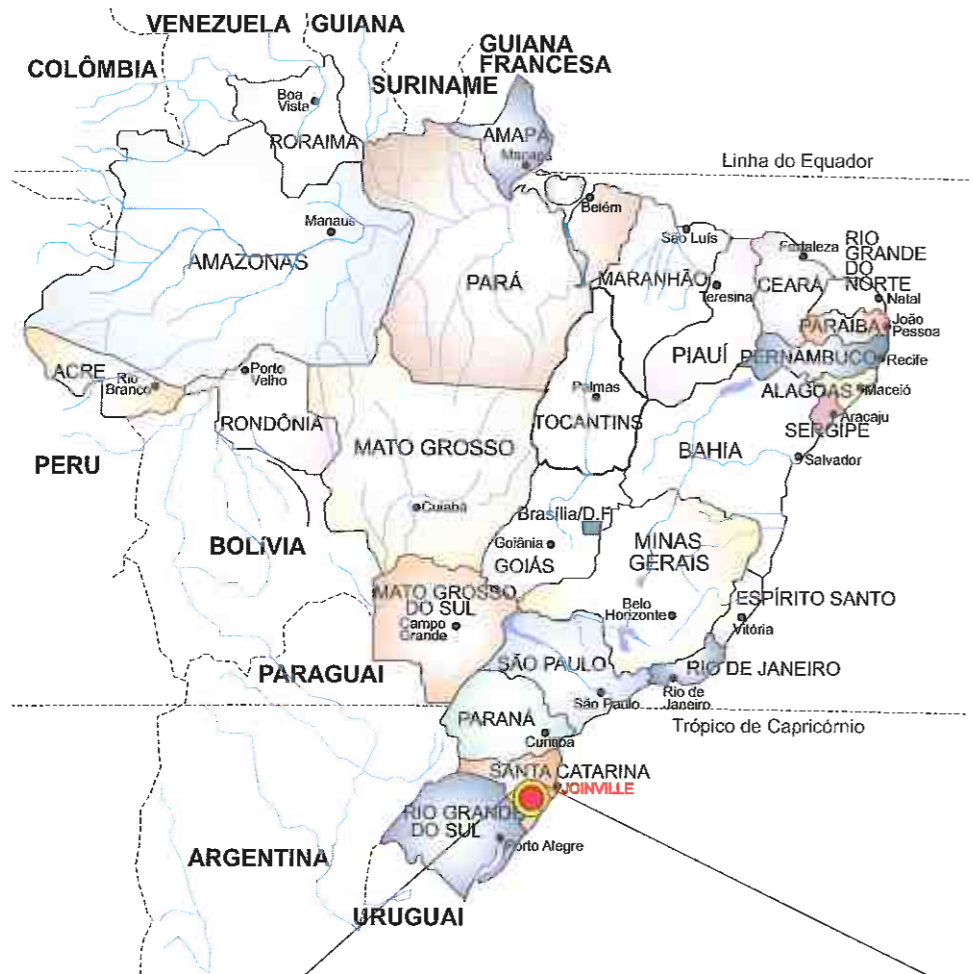 VENEZUELA
GUIANA
COLÔMBIA
GUIANA
FRANCESA
SURINAME
Boa
Vista
RORAIMA
AMAPÁ
Macapá
Linha do Equador
Belém
Manaus
AMAZONAS
PARÁ
São Luís
MARANHÃO
Teresina
Fortaleza
CEARÁ
RIO
GRANDE
DO
NORTE
Natal
PARAÍBA
João
Pessoa
PIAUÍ
PERNAMBUCO
Recife
ACRE
Rio
Branco
Porto
Velho
RONDÔNIA
Palmas
TOCANTINS
ALAGOAS
Maceió
Aracaju
SERGIPE
MATO GROSSO
BAHIA
Salvador
PERU
Cuiabá
Brasília/D.F.
Goiânia
GOIÁS
MINAS
GERAIS
BOLÍVIA
MATO GROSSO
DO SUL
Campo
Grande
Belo
Horizonte
ESPÍRITO SANTO
Vitória
PARAGUAI
SÃO PAULO
São Paulo
RIO DE JANEIRO
Rio de
Janeiro
PARANÁ
Curitiba
Trópico de Capricórnio
SANTA CATARINA
JOINVILLE
RIO GRANDE
DO SUL
Porto Alegre
ARGENTINA
URUGUAI